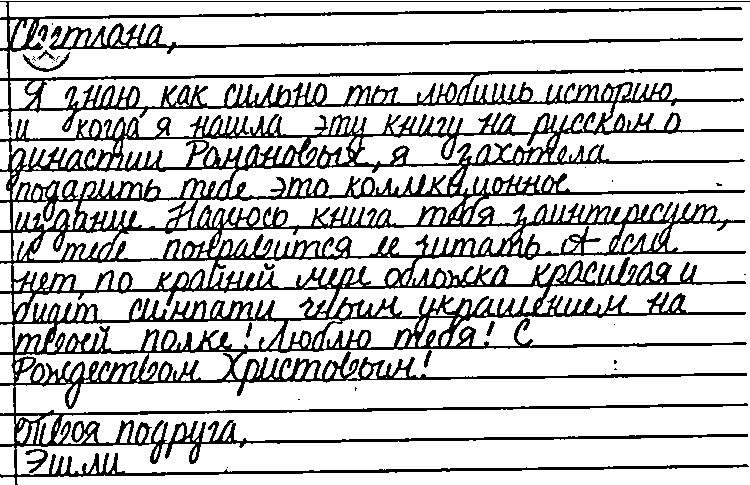 Светлана,
Я знаю, как сильно ты любишь историю,
и когда я нашла эту книгу на русском о
династии Романовых, я захотела
подарить тебе это коллекционное
издание. Надеюсь, книга тебя заинтересует,
и тебе понравится ее читать. А если
нет, по крайней мере обложка красивая и
будет симпатичным украшением на
твоей полке! Люблю тебя! С
Рождеством Христовым!
Твоя подруга,
Эшли